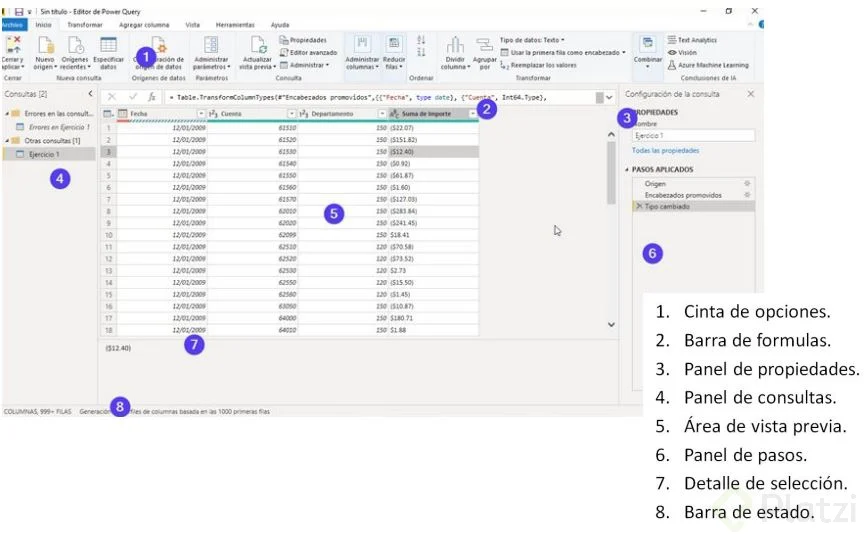 Sin título - Editor de Power Query
Archivo Inicio Transformar Agregar columna Vista Herramientas Ayuda
Cerrar y aplicar
Nuevo origen
Orígenes recientes
Especificar datos
Configuración de origen de datos
Administrar parámetros
Actualizar vista previa
Propiedades
Editor avanzado
Administrar
Administrar columnas
Reducir filas
Dividir columna
Agrupar por
Tipo de datos: Texto
Usar la primera fila como encabezado
Reemplazar los valores
Combinar
Text Analytics
Visión
Azure Machine Learning
Cerrar Nueva consulta Orígenes de datos Parámetros Consulta Ordenar Transformar Conclusiones de IA
1
Consultas [2]
Errores en las consult...
Errores en Ejercicio 1
Otras consultas [1]
Ejercicio 1
4
= Table.TransformColumnTypes(#"Encabezados promovidos",{{"Fecha", type date}, {"Cuenta", Int64.Type},
2
Fecha 1²3 Cuenta 1²3 Departamento Suma de Importe
1 12/01/2009 61510 150 ($22.07)
2 12/01/2009 61520 150 ($151.82)
3 12/01/2009 61530 150 ($12.40)
4 12/01/2009 61540 150 ($0.92)
5 12/01/2009 61550 150 ($61.87)
6 12/01/2009 61560 150 ($1.60)
7 12/01/2009 61570 150 ($127.03)
8 12/01/2009 62010 150 ($283.84)
9 12/01/2009 62020 150 ($241.45)
10 12/01/2009 62099 150 $18.41
11 12/01/2009 62510 120 ($70.58)
12 12/01/2009 62520 120 ($73.52)
13 12/01/2009 62530 120 $2.73
14 12/01/2009 62550 120 ($15.50)
15 12/01/2009 62560 120 ($1.45)
16 12/01/2009 63050 150 ($10.87)
17 12/01/2009 64000 150 $180.71
18 12/01/2009 64010 150 $1.88
5
($12.40)
7
Configuración de la consulta
PROPIEDADES
3
Nombre
Ejercicio 1
Todas las propiedades
PASOS APLICADOS
Origen
Encabezados promovidos
Tipo cambiado
6
COLUMNAS, 999+ FILAS Generación files de columnas basada en las 1000 primeras filas
8
1. Cinta de opciones.
2. Barra de formulas.
3. Panel de propiedades.
4. Panel de consultas.
5. Área de vista previa.
6. Panel de pasos.
7. Detalle de selección.
8. Barra de estado.
Platzi